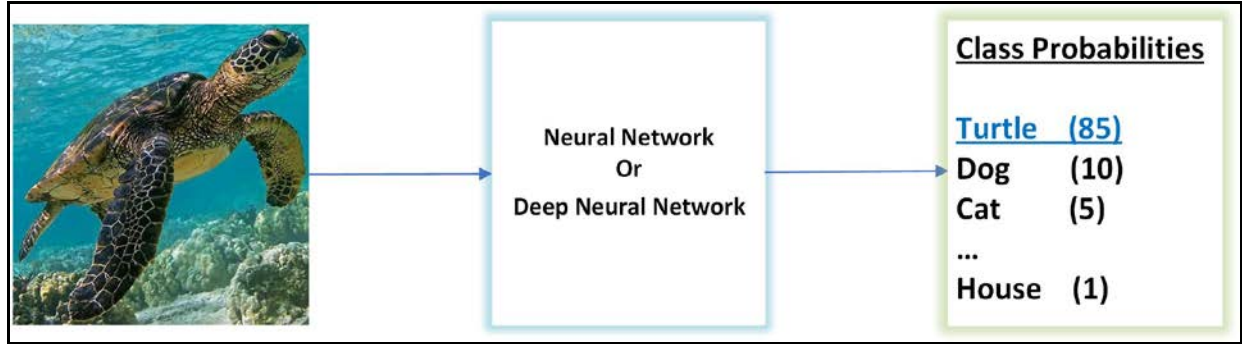 Neural Network
Or
Deep Neural Network
Class Probabilities
Turtle (85)
Dog (10)
Cat (5)
...
House (1)